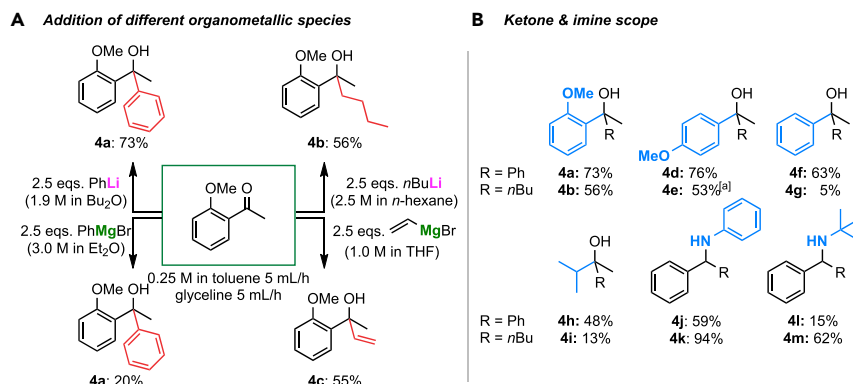 A Addition of different organometallic species
OMe OH
4a: 73%
OMe OH
4b: 56%
2.5 eqs. PhLi
(1.9 M in Bu₂O)
2.5 eqs. nBuLi
(2.5 M in n-hexane)
OMe O
2.5 eqs. PhMgBr
(3.0 M in Et₂O)
2.5 eqs. MgBr
(1.0 M in THF)
0.25 M in toluene 5 mL/h
glyceline 5 mL/h
OMe OH
4a: 20%
OMe OH
4c: 55%
B Ketone & imine scope
OMe OH
R
OH
R
MeO
OH
R
R = Ph 4a: 73% 4d: 76% 4f: 63%
R = nBu 4b: 56% 4e: 53%[a] 4g: 5%
OH
R
HN
R
HN
R
R = Ph 4h: 48% 4j: 59% 4l: 15%
R = nBu 4i: 13% 4k: 94% 4m: 62%